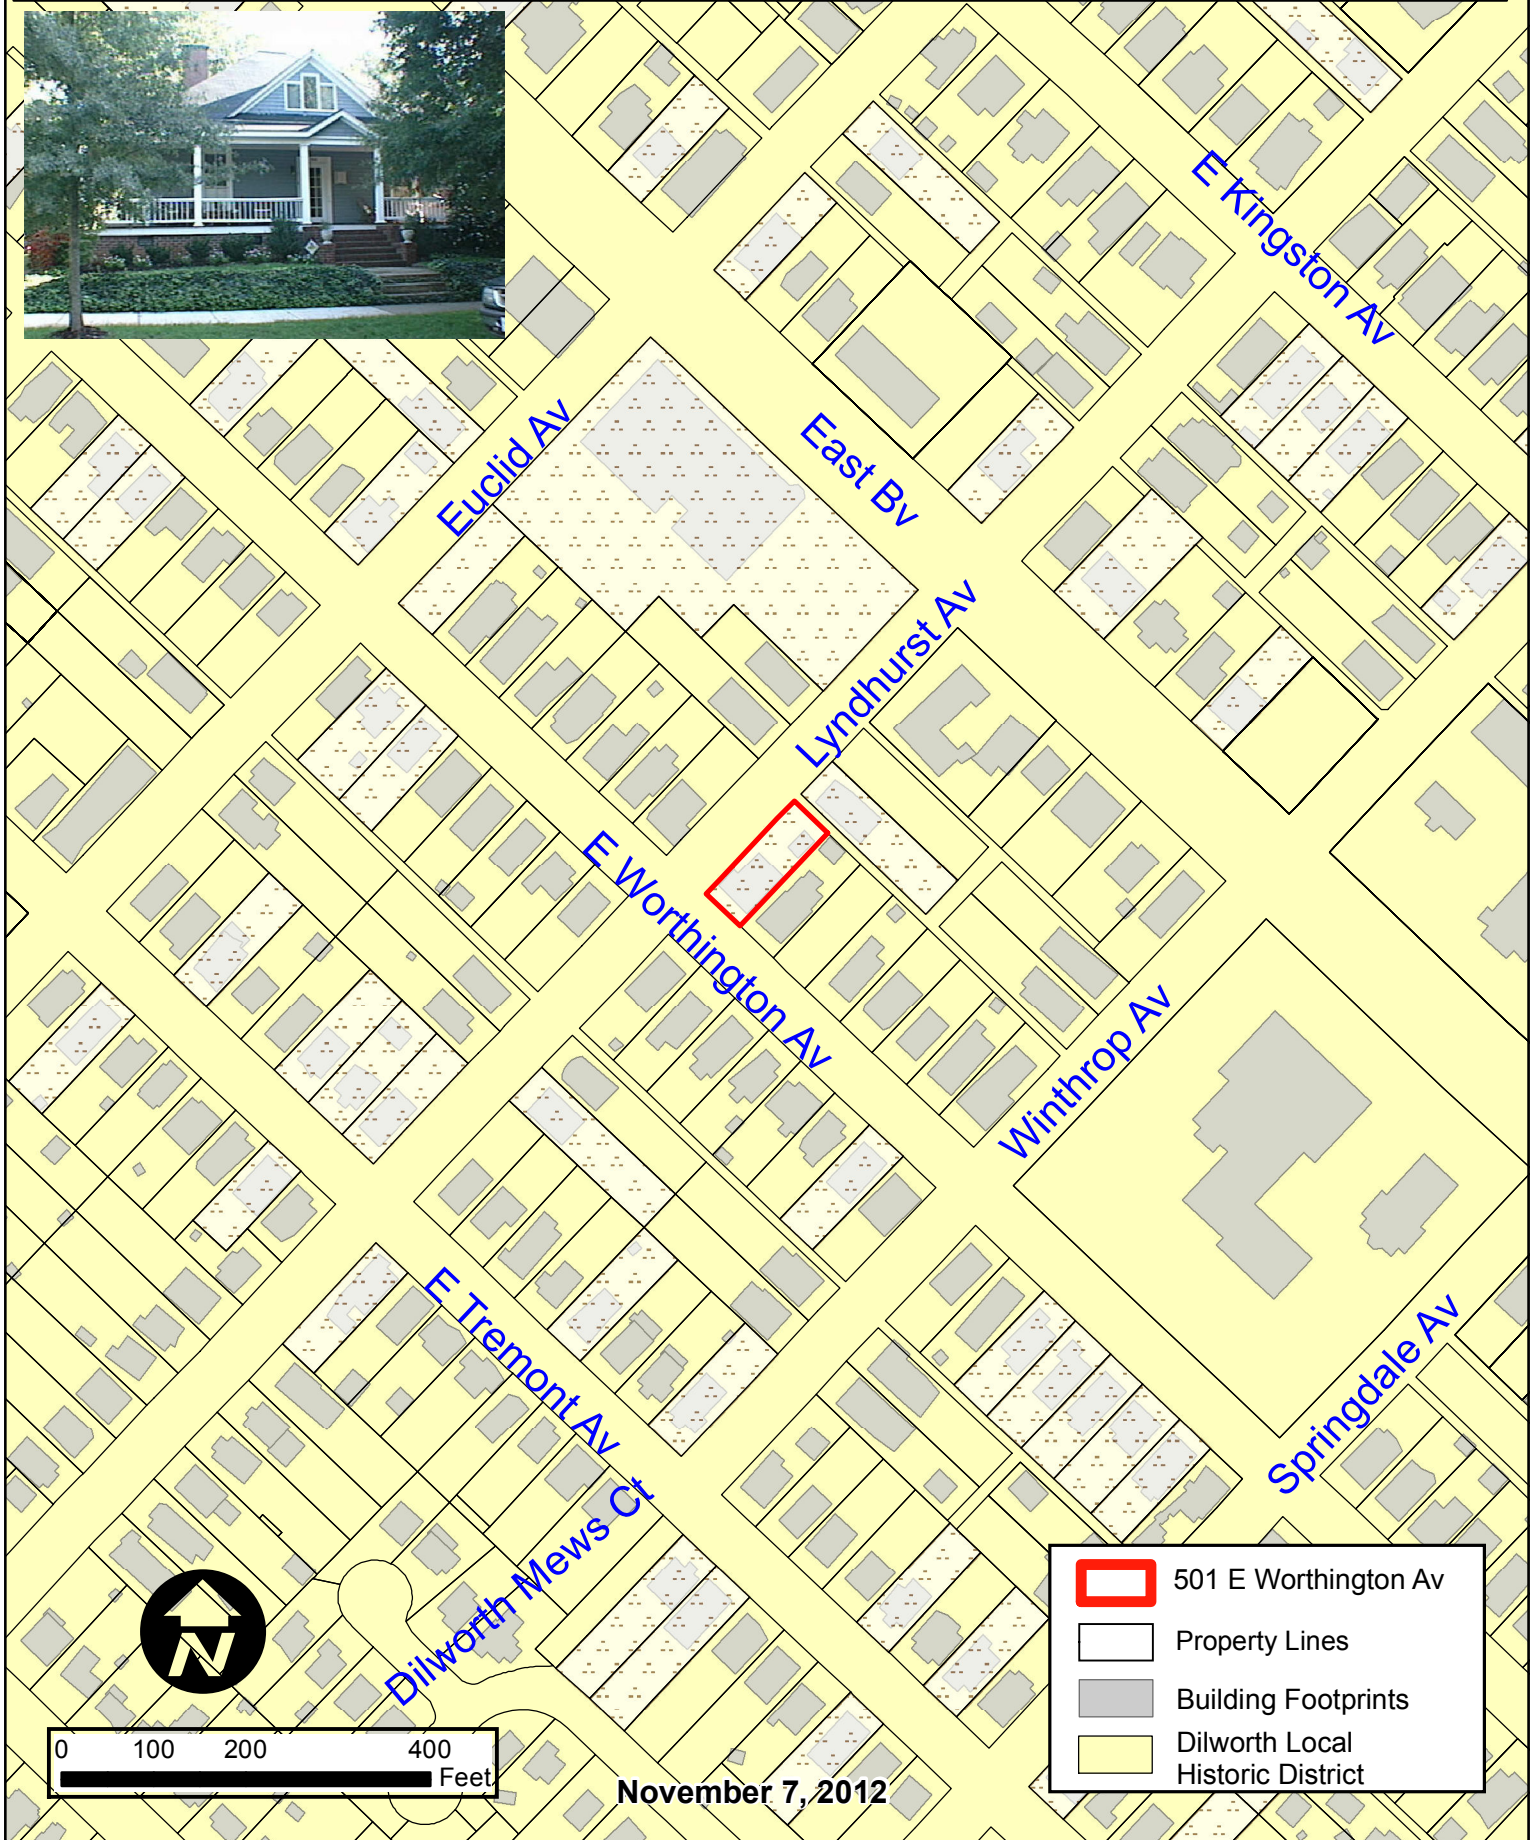 E Kingston Av
Euclid Av
East Bv
Lyndhurst Av
E Worthington Av
Winthrop Av
E Tremont Av
Springdale Av
Dilworth Mews Ct
N
501 E Worthington Av
Property Lines
Building Footprints
Dilworth Local
Historic District
0 100 200 400
Feet
November 7, 2012